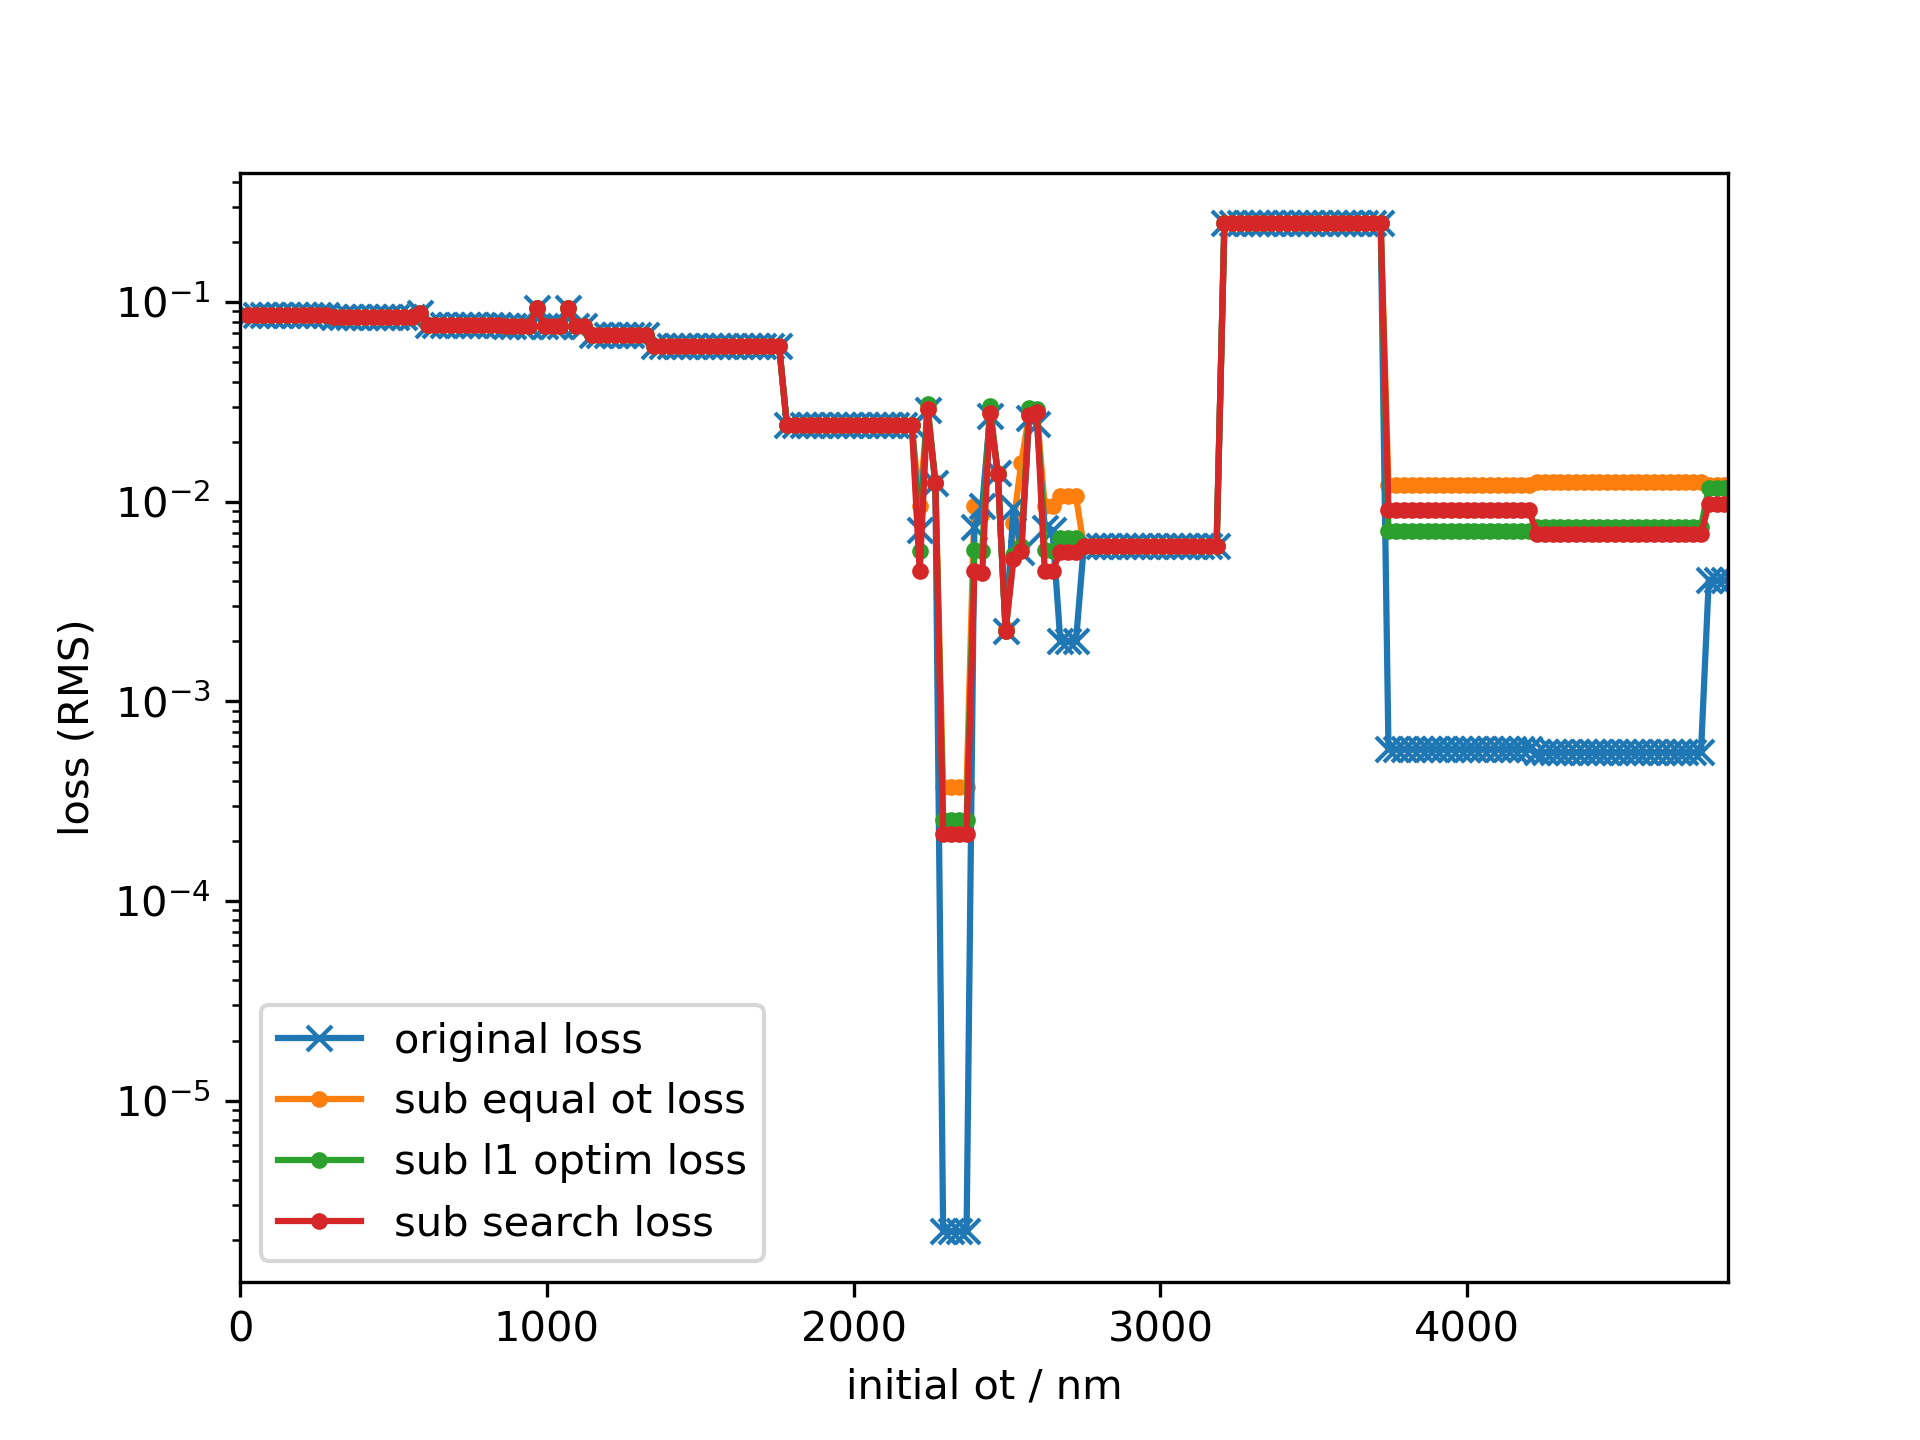 10⁻¹
10⁻²
10⁻³
10⁻⁴
10⁻⁵
loss (RMS)
original loss
sub equal ot loss
sub l1 optim loss
sub search loss
0 1000 2000 3000 4000
initial ot / nm